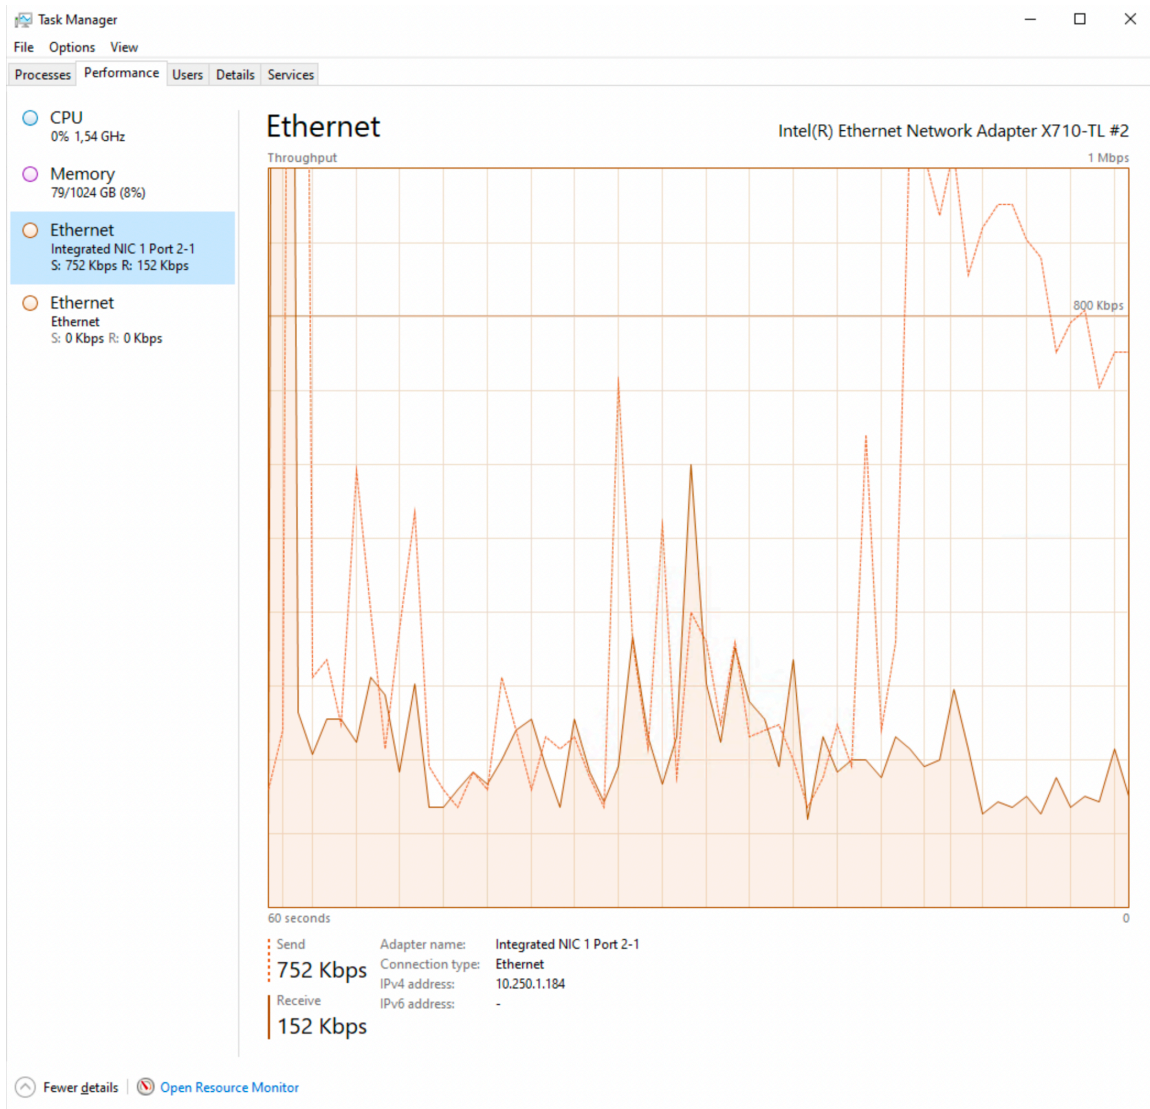 Task Manager
File Options View
Processes Performance Users Details Services
CPU
0% 1,54 GHz
Memory
79/1024 GB (8%)
Ethernet
Integrated NIC 1 Port 2-1
S: 752 Kbps R: 152 Kbps
Ethernet
Ethernet
S: 0 Kbps R: 0 Kbps
Ethernet
Intel(R) Ethernet Network Adapter X710-TL #2
Throughput
1 Mbps
800 Kbps
60 seconds
0
Send
752 Kbps
Receive
152 Kbps
Adapter name: Integrated NIC 1 Port 2-1
Connection type: Ethernet
IPv4 address: 10.250.1.184
IPv6 address: -
Fewer details
Open Resource Monitor